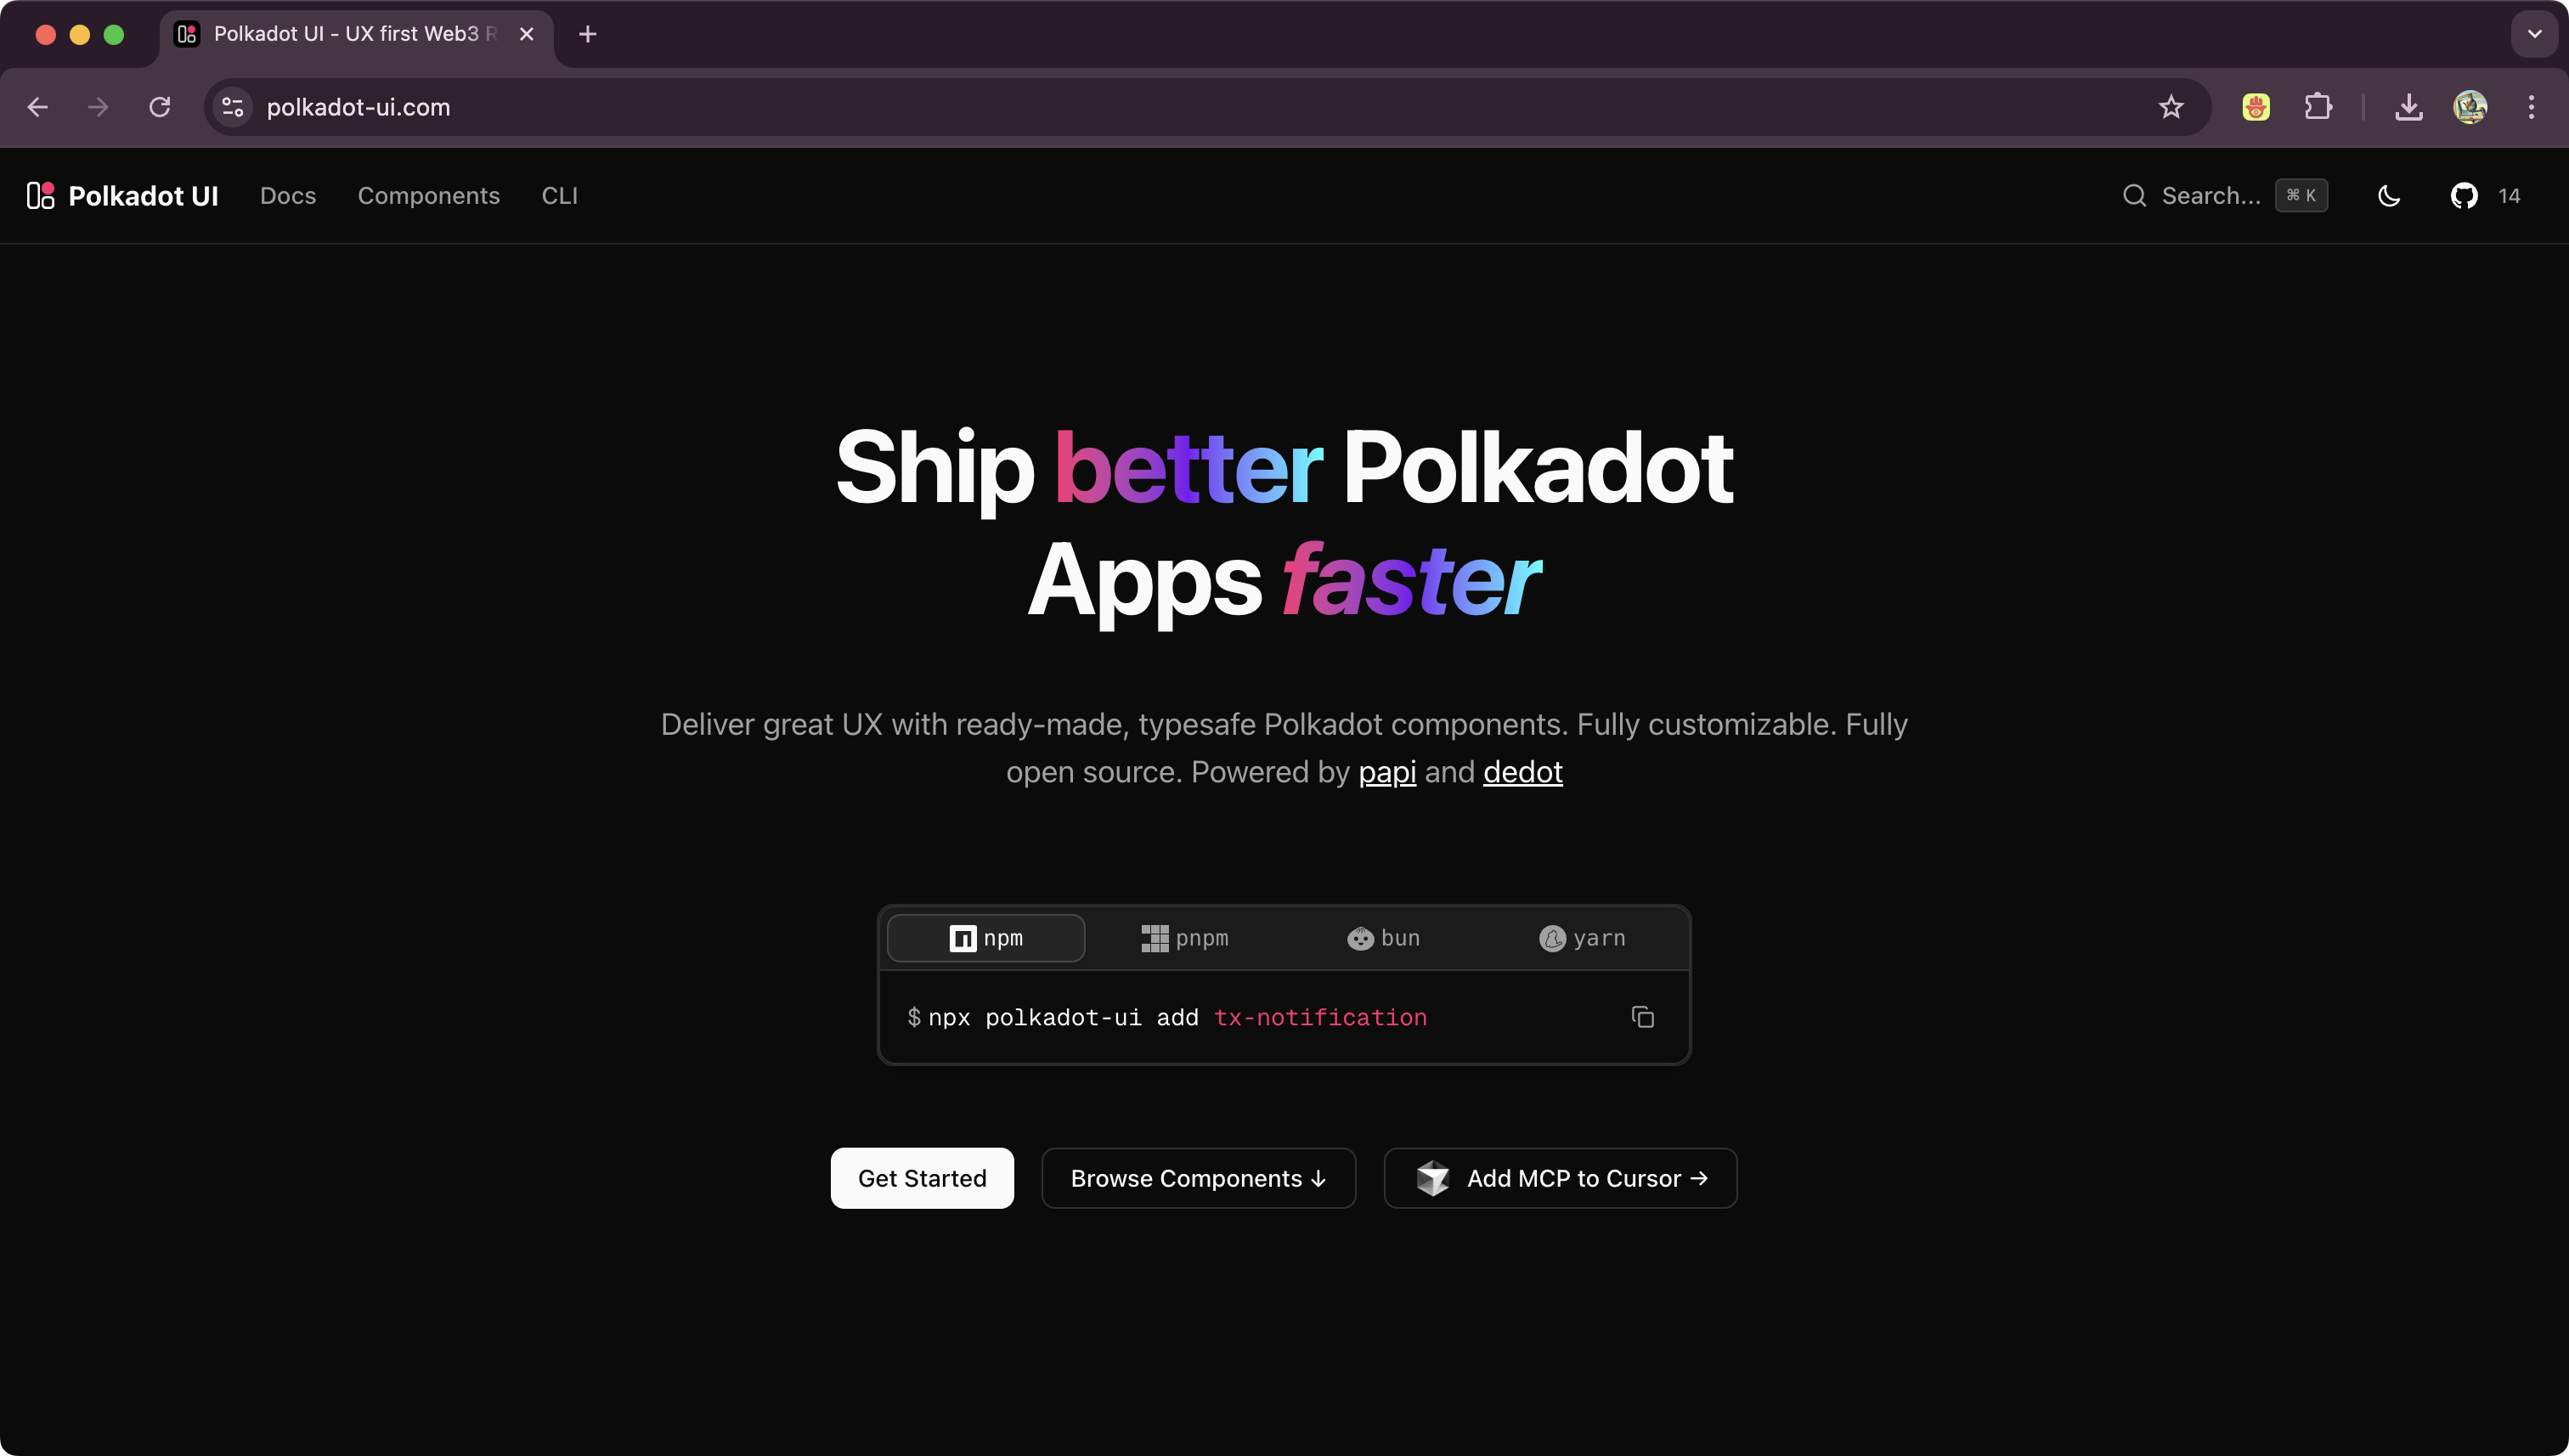 Polkadot UI - UX first Web3 R
polkadot-ui.com
Polkadot UI Docs Components CLI Search... ⌘ K 14
Ship better Polkadot
Apps faster
Deliver great UX with ready-made, typesafe Polkadot components. Fully customizable. Fully
open source. Powered by papi and dedot
npm pnpm bun yarn
$ npx polkadot-ui add tx-notification
Get Started Browse Components ↓ Add MCP to Cursor →